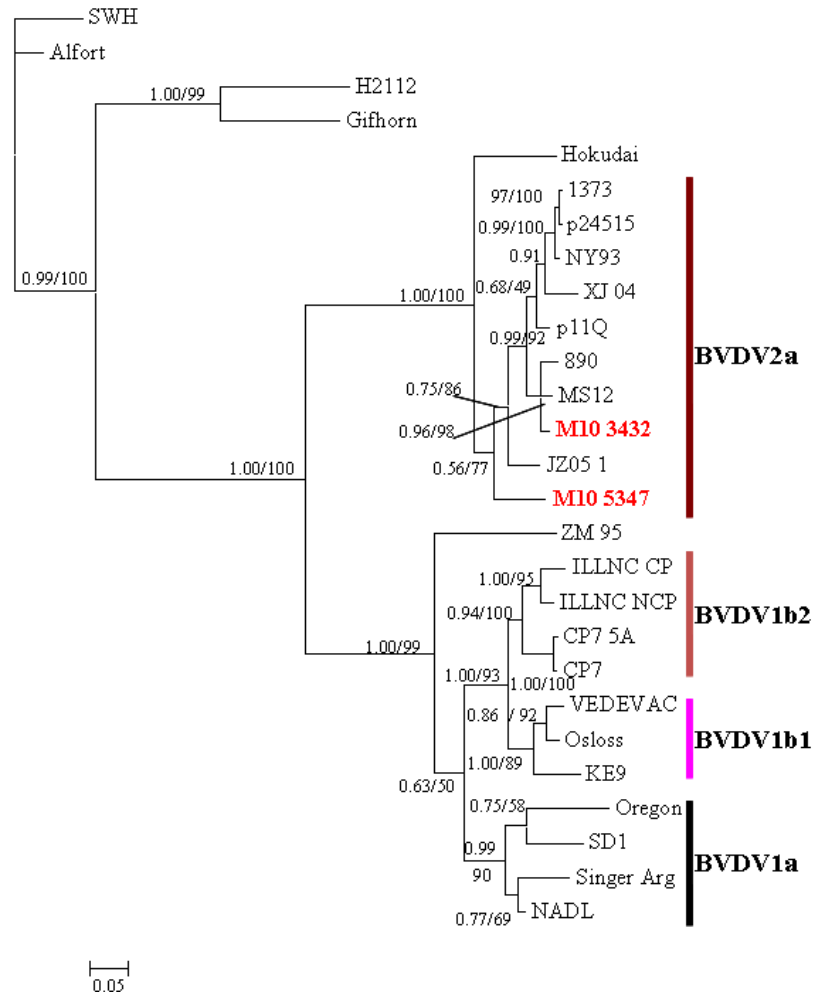 SWH
Alfort
1.00/99
H2112
Gifhorn
0.99/100
Hokudai
97/100
1373
0.99/100
p24515
0.91
NY93
0.68/49
XJ 04
1.00/100
p11Q
0.99/92
890
BVDV2a
0.75/86
MS12
0.96/98
M10 3432
0.56/77
JZ05 1
1.00/100
M10 5347
ZM 95
1.00/95
ILLNC CP
ILLNC NCP
BVDV1b2
0.94/100
CP7 5A
1.00/99
CP7
1.00/93
1.00/100
VEDEVAC
0.86 / 92
Osloss
BVDV1b1
1.00/89
KE9
0.63/50
0.75/58
Oregon
SD1
0.99
90
BVDV1a
Singer Arg
0.77/69
NADL
0.05